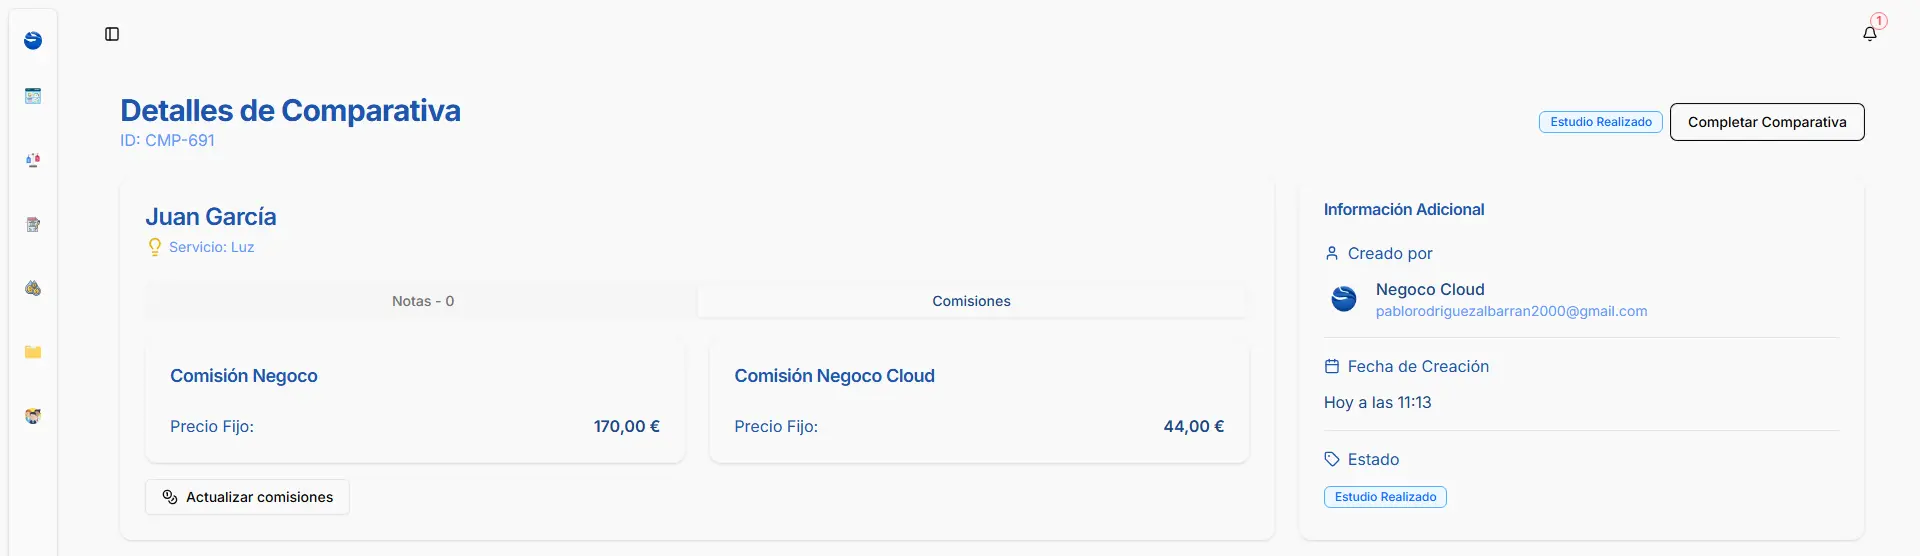 1
Detalles de Comparativa
ID: CMP-691
Estudio Realizado
Completar Comparativa
Juan García
Servicio: Luz
Notas - 0
Comisiones
Comisión Negoco
Precio Fijo:
170,00 €
Comisión Negoco Cloud
Precio Fijo:
44,00 €
Actualizar comisiones
Información Adicional
Creado por
Negoco Cloud
pablorodriguezalbarran2000@gmail.com
Fecha de Creación
Hoy a las 11:13
Estado
Estudio Realizado